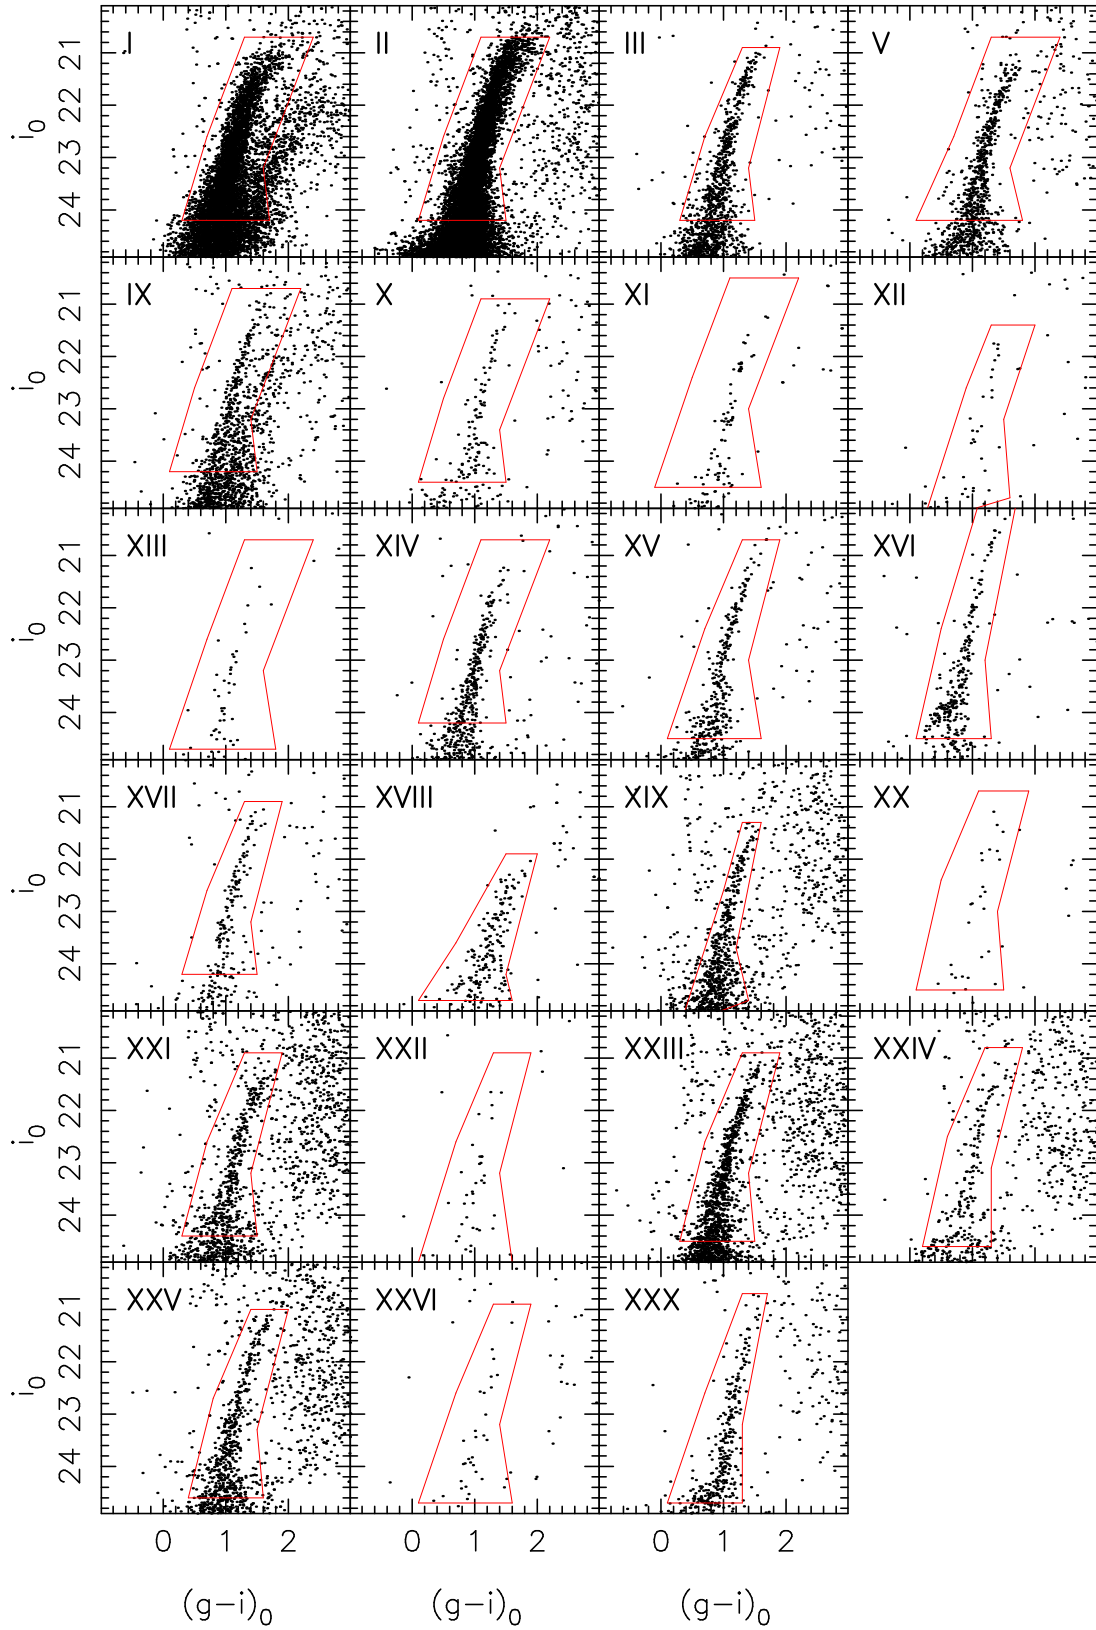 I II III V
i0 21 22 23 24
IX X XI XII
i0 21 22 23 24
XIII XIV XV XVI
i0 21 22 23 24
XVII XVIII XIX XX
i0 21 22 23 24
XXI XXII XXIII XXIV
i0 21 22 23 24
XXV XXVI XXX
i0 21 22 23 24
0 1 2 0 1 2 0 1 2
(g-i)0 (g-i)0 (g-i)0